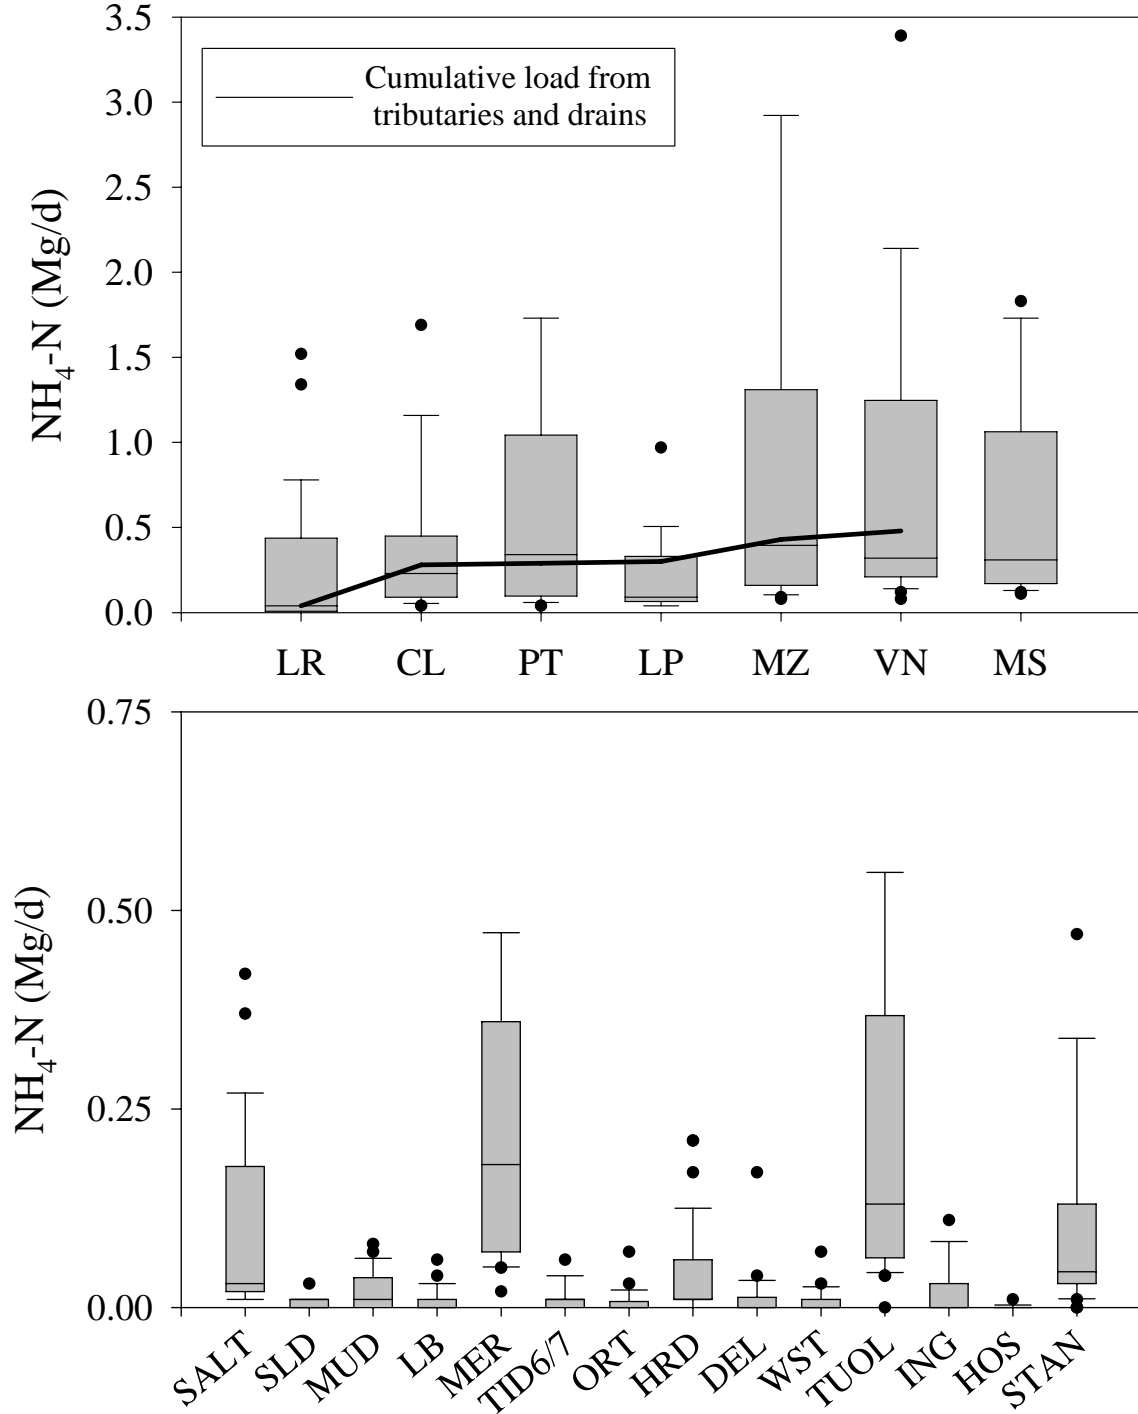 3.5
Cumulative load from
tributaries and drains
3.0
2.5
2.0
1.5
1.0
0.5
0.0
NH4-N (Mg/d)
LR CL PT LP MZ VN MS
0.75
0.50
0.25
0.00
NH4-N (Mg/d)
SALT SLD MUD LB MER TID6/7 ORT HRD DEL WST TUOL ING HOS STAN